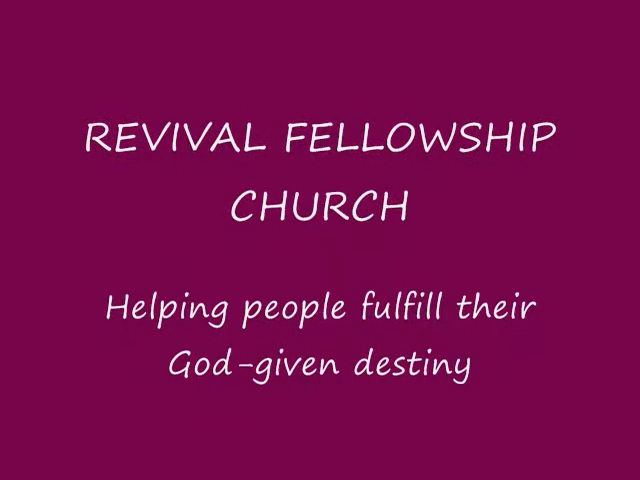 REVIVAL FELLOWSHIP
CHURCH
Helping people fulfill their
God-given destiny